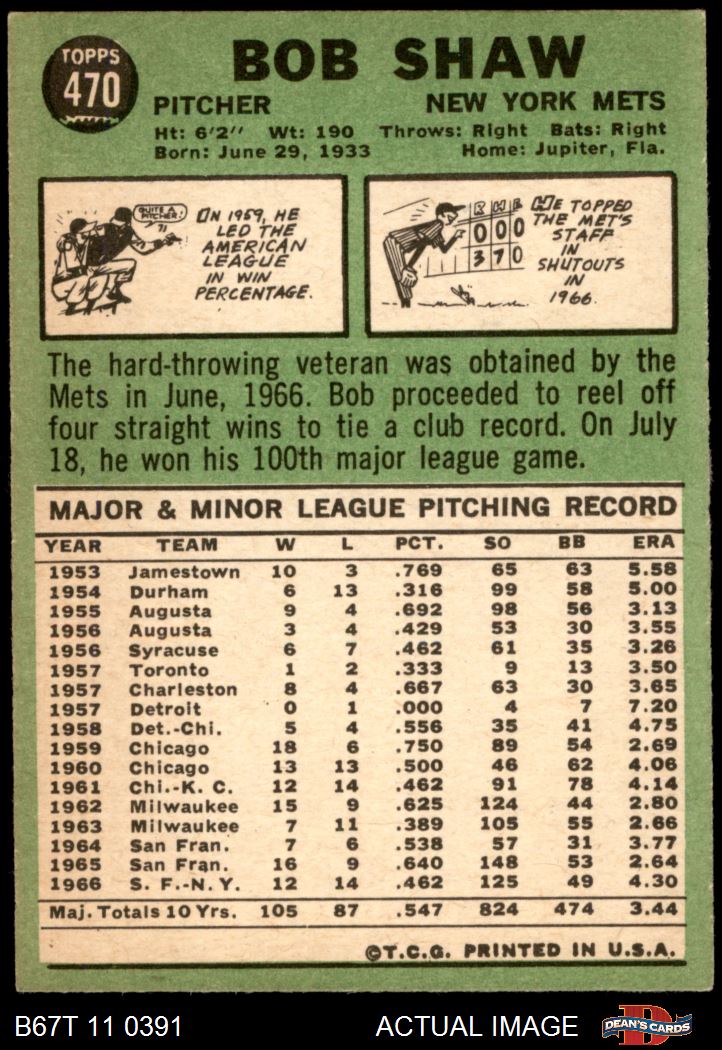 TOPPS
470
BOB SHAW
PITCHER NEW YORK METS
Ht: 6'2" Wt: 190 Throws: Right Bats: Right
Born: June 29, 1933 Home: Jupiter, Fla.
QUITE A
PITCHER!
IN 1959, HE
LED THE
AMERICAN
LEAGUE
IN WIN
PERCENTAGE.
R H E
0 0 0
3 7 0
HE TOPPED
THE MET'S
STAFF
IN
SHUTOUTS
IN
1966.
The hard-throwing veteran was obtained by the
Mets in June, 1966. Bob proceeded to reel off
four straight wins to tie a club record. On July
18, he won his 100th major league game.
MAJOR & MINOR LEAGUE PITCHING RECORD
YEAR TEAM W L PCT. SO BB ERA
1953 Jamestown 10 3 .769 65 63 5.58
1954 Durham 6 13 .316 99 58 5.00
1955 Augusta 9 4 .692 98 56 3.13
1956 Augusta 3 4 .429 53 30 3.55
1956 Syracuse 6 7 .462 61 35 3.26
1957 Toronto 1 2 .333 9 13 3.50
1957 Charleston 8 4 .667 63 30 3.65
1957 Detroit 0 1 .000 4 7 7.20
1958 Det.-Chi. 5 4 .556 35 41 4.75
1959 Chicago 18 6 .750 89 54 2.69
1960 Chicago 13 13 .500 46 62 4.06
1961 Chi.-K. C. 12 14 .462 91 78 4.14
1962 Milwaukee 15 9 .625 124 44 2.80
1963 Milwaukee 7 11 .389 105 55 2.66
1964 San Fran. 7 6 .538 57 31 3.77
1965 San Fran. 16 9 .640 148 53 2.64
1966 S. F.-N. Y. 12 14 .462 125 49 4.30
Maj. Totals 10 Yrs. 105 87 .547 824 474 3.44
©T.C.G. PRINTED IN U.S.A.
B67T 11 0391 ACTUAL IMAGE
D
DEAN'S CARDS